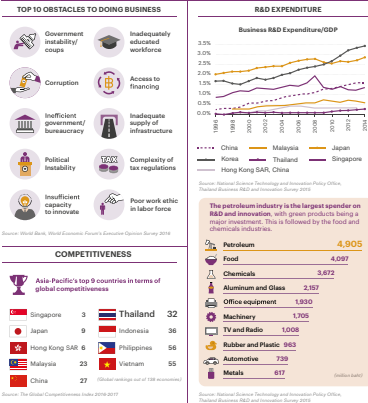 TOP 10 OBSTACLES TO DOING BUSINESS
Government
instability/
coups
Inadequately
educated
workforce
Corruption
Access to
financing
Inefficient
government/
bureaucracy
Inadequate
supply of
infrastructure
Political
Instability
TAX
Complexity of
tax regulations
Insufficient
capacity
to innovate
Poor work ethic
in labor force
Source: World Bank, World Economic Forum's Executive Opinion Survey 2016
COMPETITIVENESS
Asia-Pacific's top 9 countries in terms of
global competitiveness
Singapore 3
Thailand 32
Japan 9
Indonesia 36
Hong Kong SAR 6
Philippines 56
Malaysia 23
Vietnam 55
China 27
(Global rankings out of 138 economies)
Source: The Global Competitiveness Index 2016-2017
R&D EXPENDITURE
Business R&D Expenditure/GDP
3.5%
3.0%
2.5%
2.0%
1.5%
1.0%
0.5%
0.0%
1996 1998 2000 2002 2004 2006 2008 2010 2012 2014
China Malaysia Japan
Korea Thailand Singapore
Hong Kong SAR, China
Source: National Science Technology and Innovation Policy Office,
Thailand Business R&D and Innovation Survey 2015
The petroleum industry is the largest spender on
R&D and innovation, with green products being a
major investment. This is followed by the food and
chemicals industries.
Petroleum 4,905
Food 4,097
Chemicals 3,672
Aluminum and Glass 2,157
Office equipment 1,930
Machinery 1,705
TV and Radio 1,008
Rubber and Plastic 963
Automotive 739
Metals 617
(million baht)
Source: National Science Technology and Innovation Policy Office,
Thailand Business R&D and Innovation Survey 2015